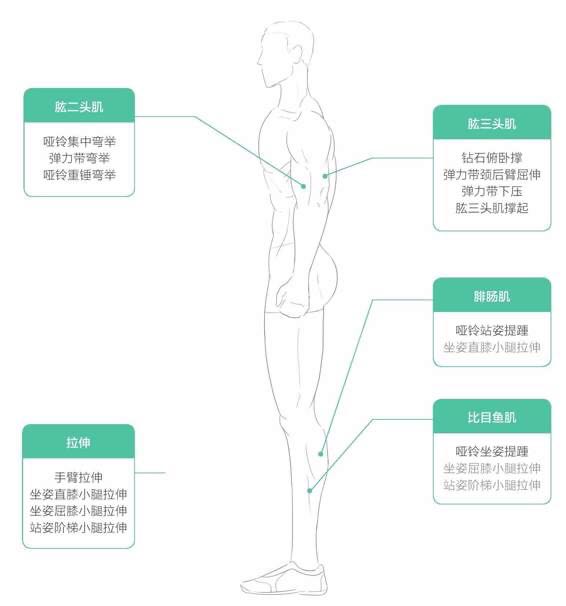 肱二头肌
哑铃集中弯举
弹力带弯举
哑铃重锤弯举
肱三头肌
钻石俯卧撑
弹力带颈后臂屈伸
弹力带下压
肱三头肌撑起
腓肠肌
哑铃站姿提踵
坐姿直膝小腿拉伸
比目鱼肌
哑铃坐姿提踵
坐姿屈膝小腿拉伸
站姿阶梯小腿拉伸
拉伸
手臂拉伸
坐姿直膝小腿拉伸
坐姿屈膝小腿拉伸
站姿阶梯小腿拉伸